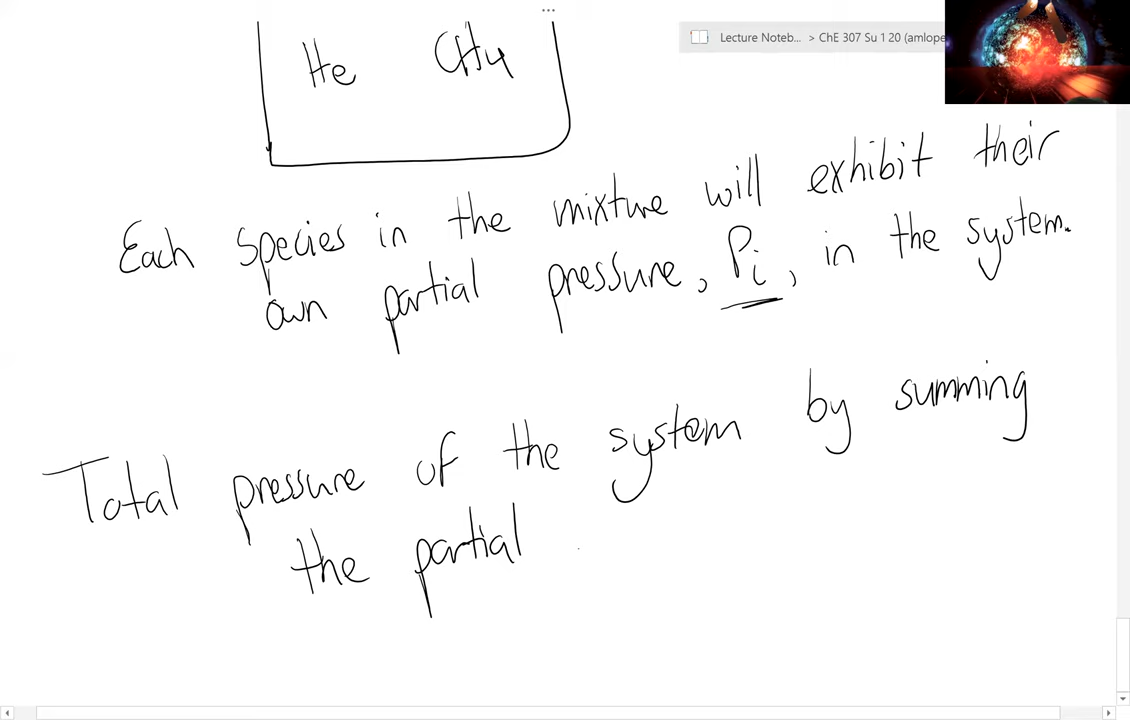 Lecture Noteb... > ChE 307 Su 1 20 (amlope
He CH4
Each species in the mixture will exhibit their
own partial pressure, Pi, in the system.
Total pressure of the system by summing
the partial